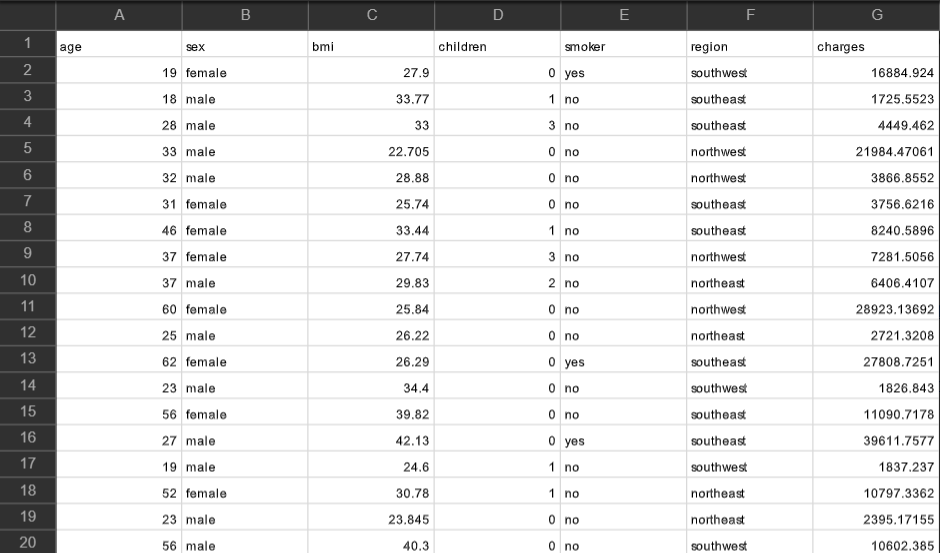 A B C D E F G
1 age sex bmi children smoker region charges
2 19 female 27.9 0 yes southwest 16884.924
3 18 male 33.77 1 no southeast 1725.5523
4 28 male 33 3 no southeast 4449.462
5 33 male 22.705 0 no northwest 21984.47061
6 32 male 28.88 0 no northwest 3866.8552
7 31 female 25.74 0 no southeast 3756.6216
8 46 female 33.44 1 no southeast 8240.5896
9 37 female 27.74 3 no northwest 7281.5056
10 37 male 29.83 2 no northeast 6406.4107
11 60 female 25.84 0 no northwest 28923.13692
12 25 male 26.22 0 no northeast 2721.3208
13 62 female 26.29 0 yes southeast 27808.7251
14 23 male 34.4 0 no southwest 1826.843
15 56 female 39.82 0 no southeast 11090.7178
16 27 male 42.13 0 yes southeast 39611.7577
17 19 male 24.6 1 no southwest 1837.237
18 52 female 30.78 1 no northeast 10797.3362
19 23 male 23.845 0 no northeast 2395.17155
20 56 male 40.3 0 no southwest 10602.385